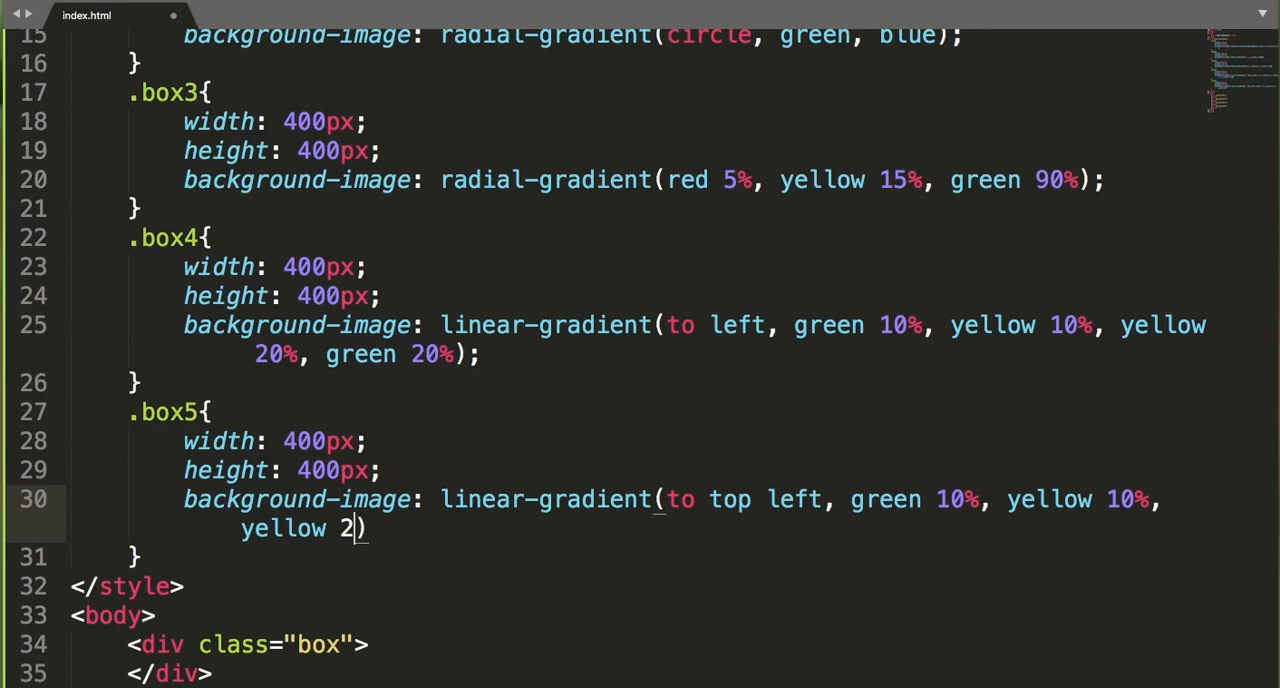 index.html
15 background-image: radial-gradient(circle, green, blue);
16 }
17 .box3{
18 width: 400px;
19 height: 400px;
20 background-image: radial-gradient(red 5%, yellow 15%, green 90%);
21 }
22 .box4{
23 width: 400px;
24 height: 400px;
25 background-image: linear-gradient(to left, green 10%, yellow 10%, yellow
20%, green 20%);
26 }
27 .box5{
28 width: 400px;
29 height: 400px;
30 background-image: linear-gradient(to top left, green 10%, yellow 10%,
yellow 2)
31 }
32 </style>
33 <body>
34 <div class="box">
35 </div>